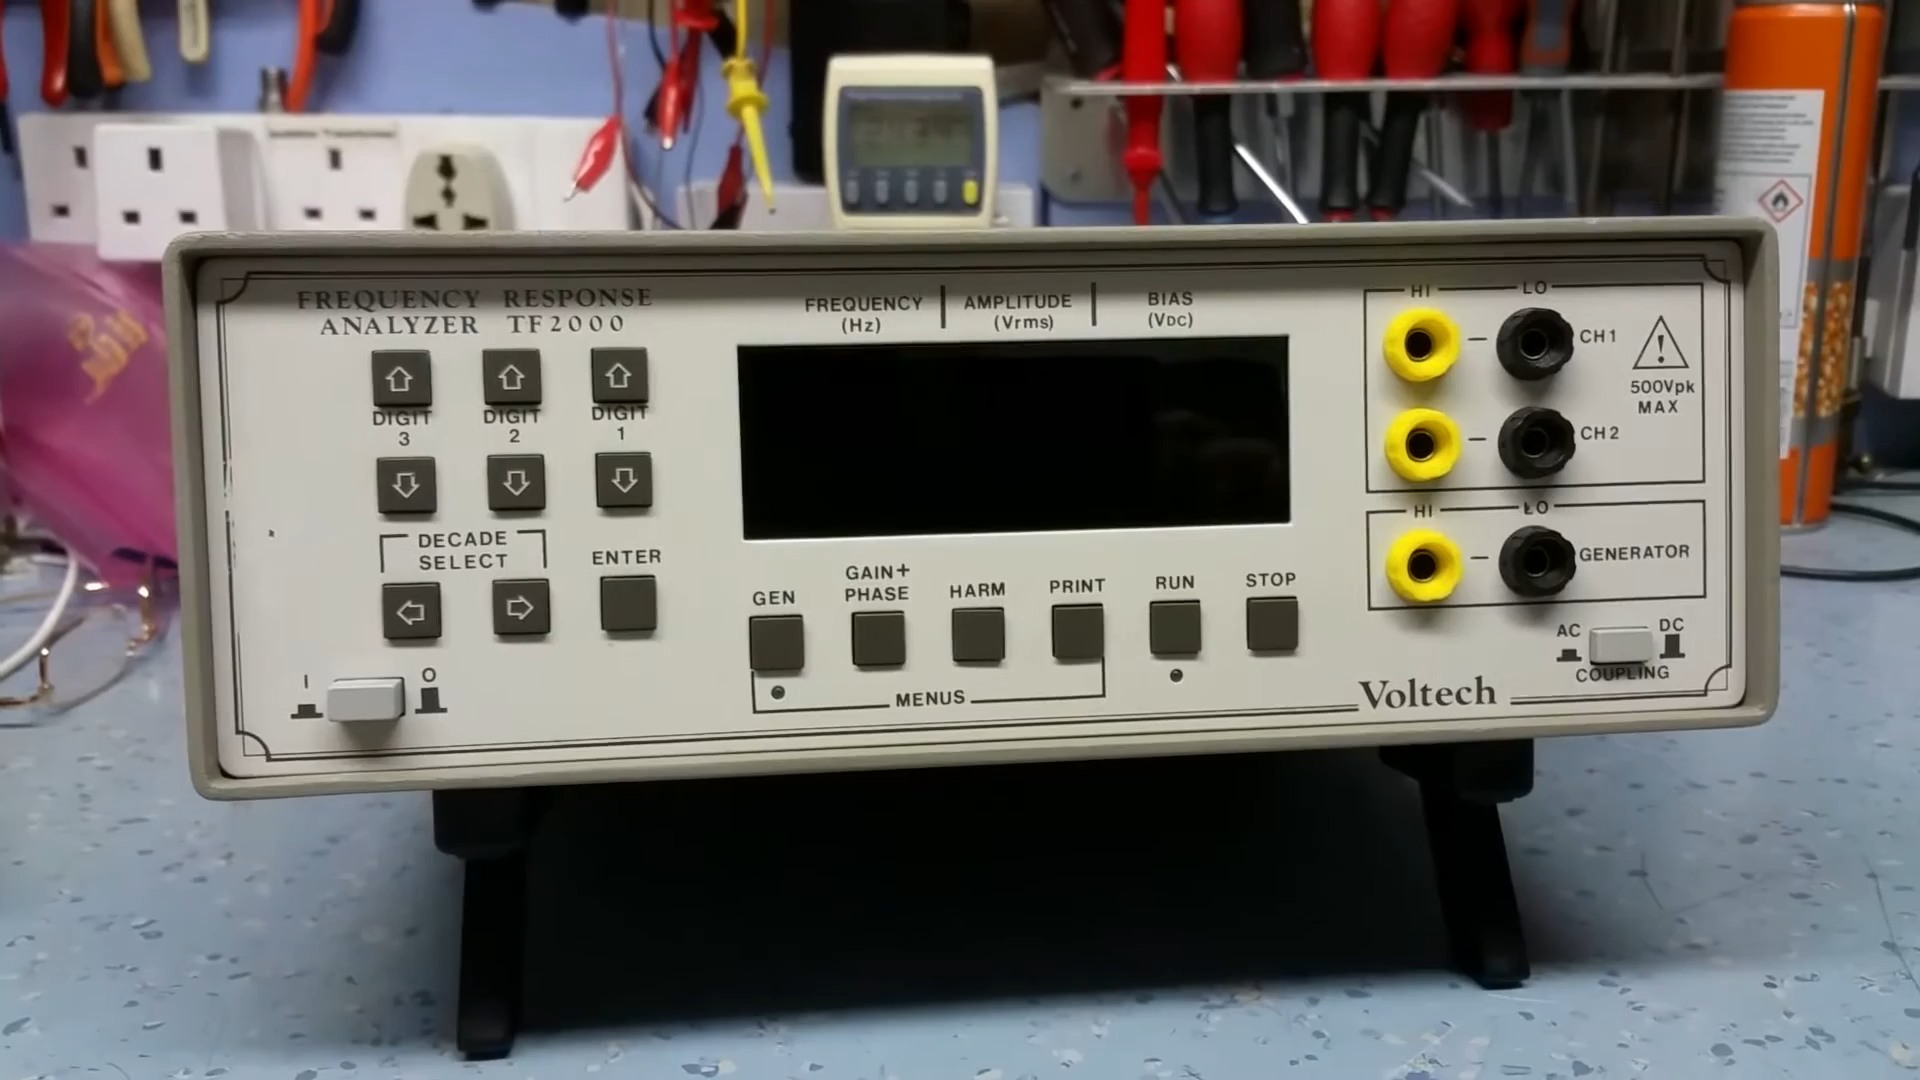 FREQUENCY RESPONSE
ANALYZER TF2000
DIGIT
3
DIGIT
2
DIGIT
1
DECADE
SELECT
ENTER
I
O
FREQUENCY
(Hz)
AMPLITUDE
(Vrms)
BIAS
(VDC)
GEN
GAIN+
PHASE
HARM
PRINT
RUN
STOP
MENUS
HI
LO
CH1
CH2
500Vpk
MAX
HI
LO
GENERATOR
AC
DC
COUPLING
Voltech